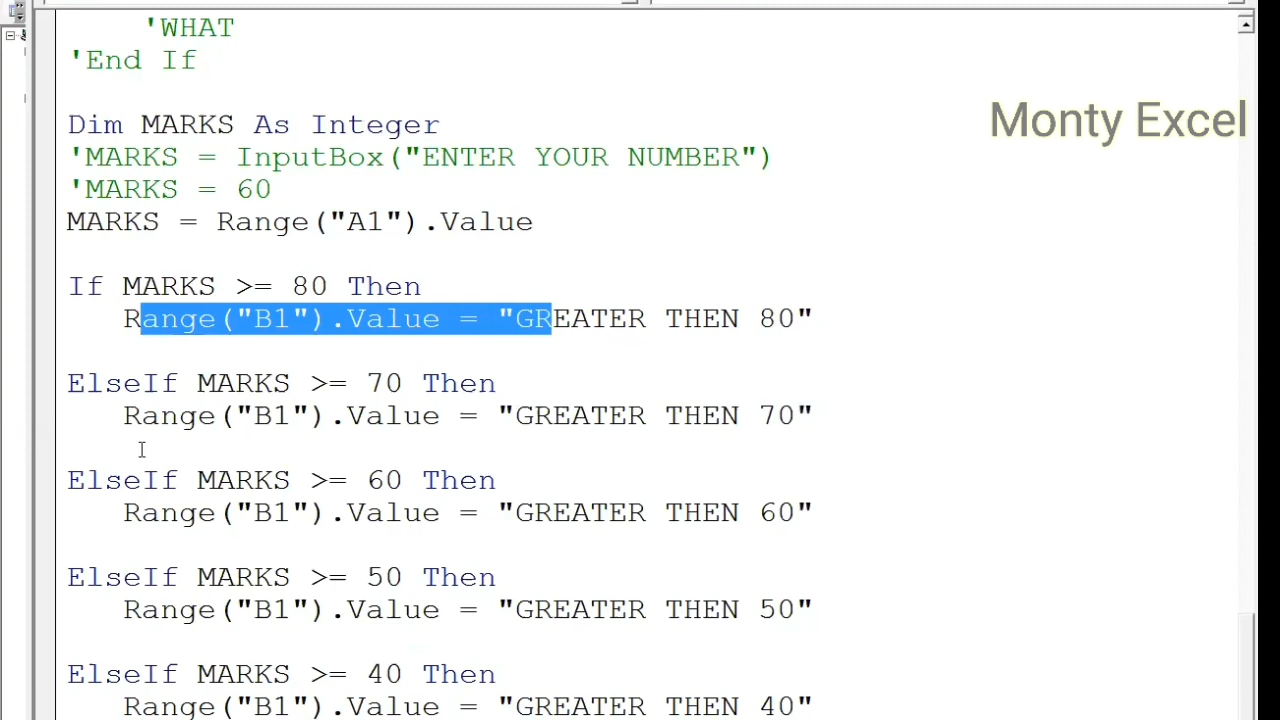 'WHAT
'End If
Monty Excel
Dim MARKS As Integer
'MARKS = InputBox("ENTER YOUR NUMBER")
'MARKS = 60
MARKS = Range("A1").Value
If MARKS >= 80 Then
Range("B1").Value = "GREATER THEN 80"
ElseIf MARKS >= 70 Then
Range("B1").Value = "GREATER THEN 70"
ElseIf MARKS >= 60 Then
Range("B1").Value = "GREATER THEN 60"
ElseIf MARKS >= 50 Then
Range("B1").Value = "GREATER THEN 50"
ElseIf MARKS >= 40 Then
Range("B1").Value = "GREATER THEN 40"